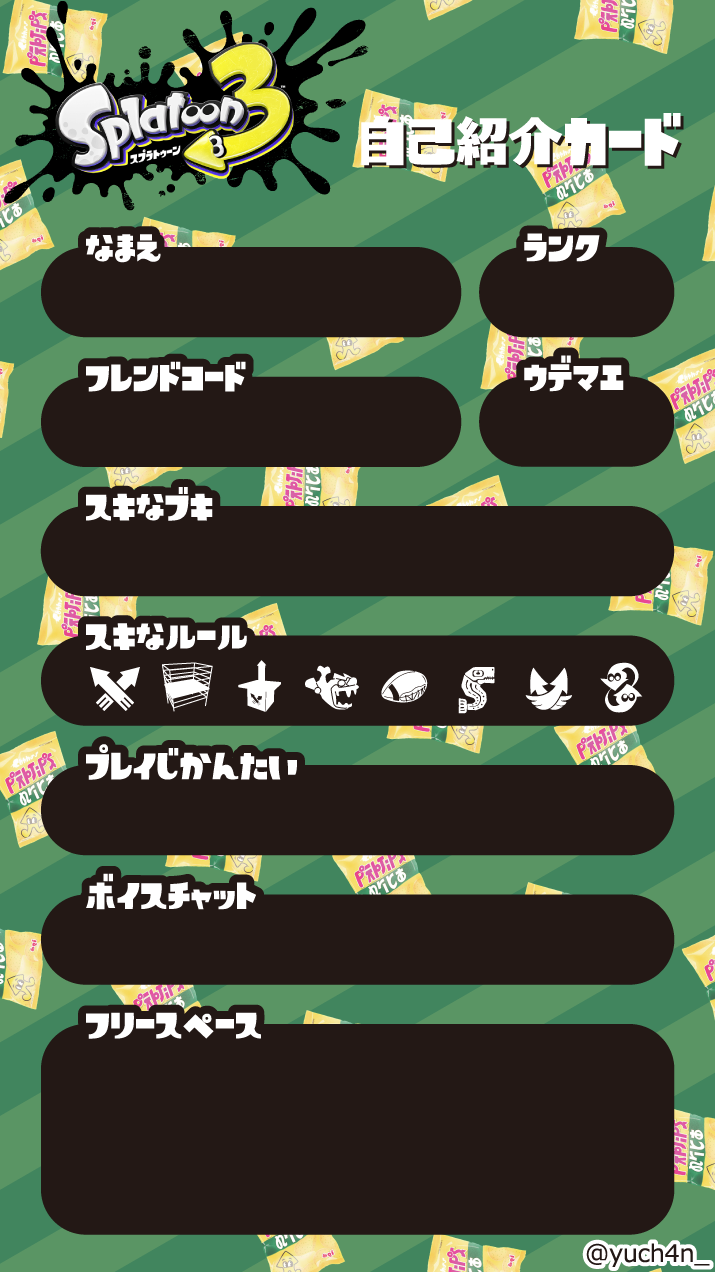 Splatoon 3
スプラトゥーン
自己紹介カード
なまえ
ランク
フレンドコード
ウデマエ
スキなブキ
スキなルール
プレイじかんたい
ボイスチャット
フリースペース
@yuch4n_